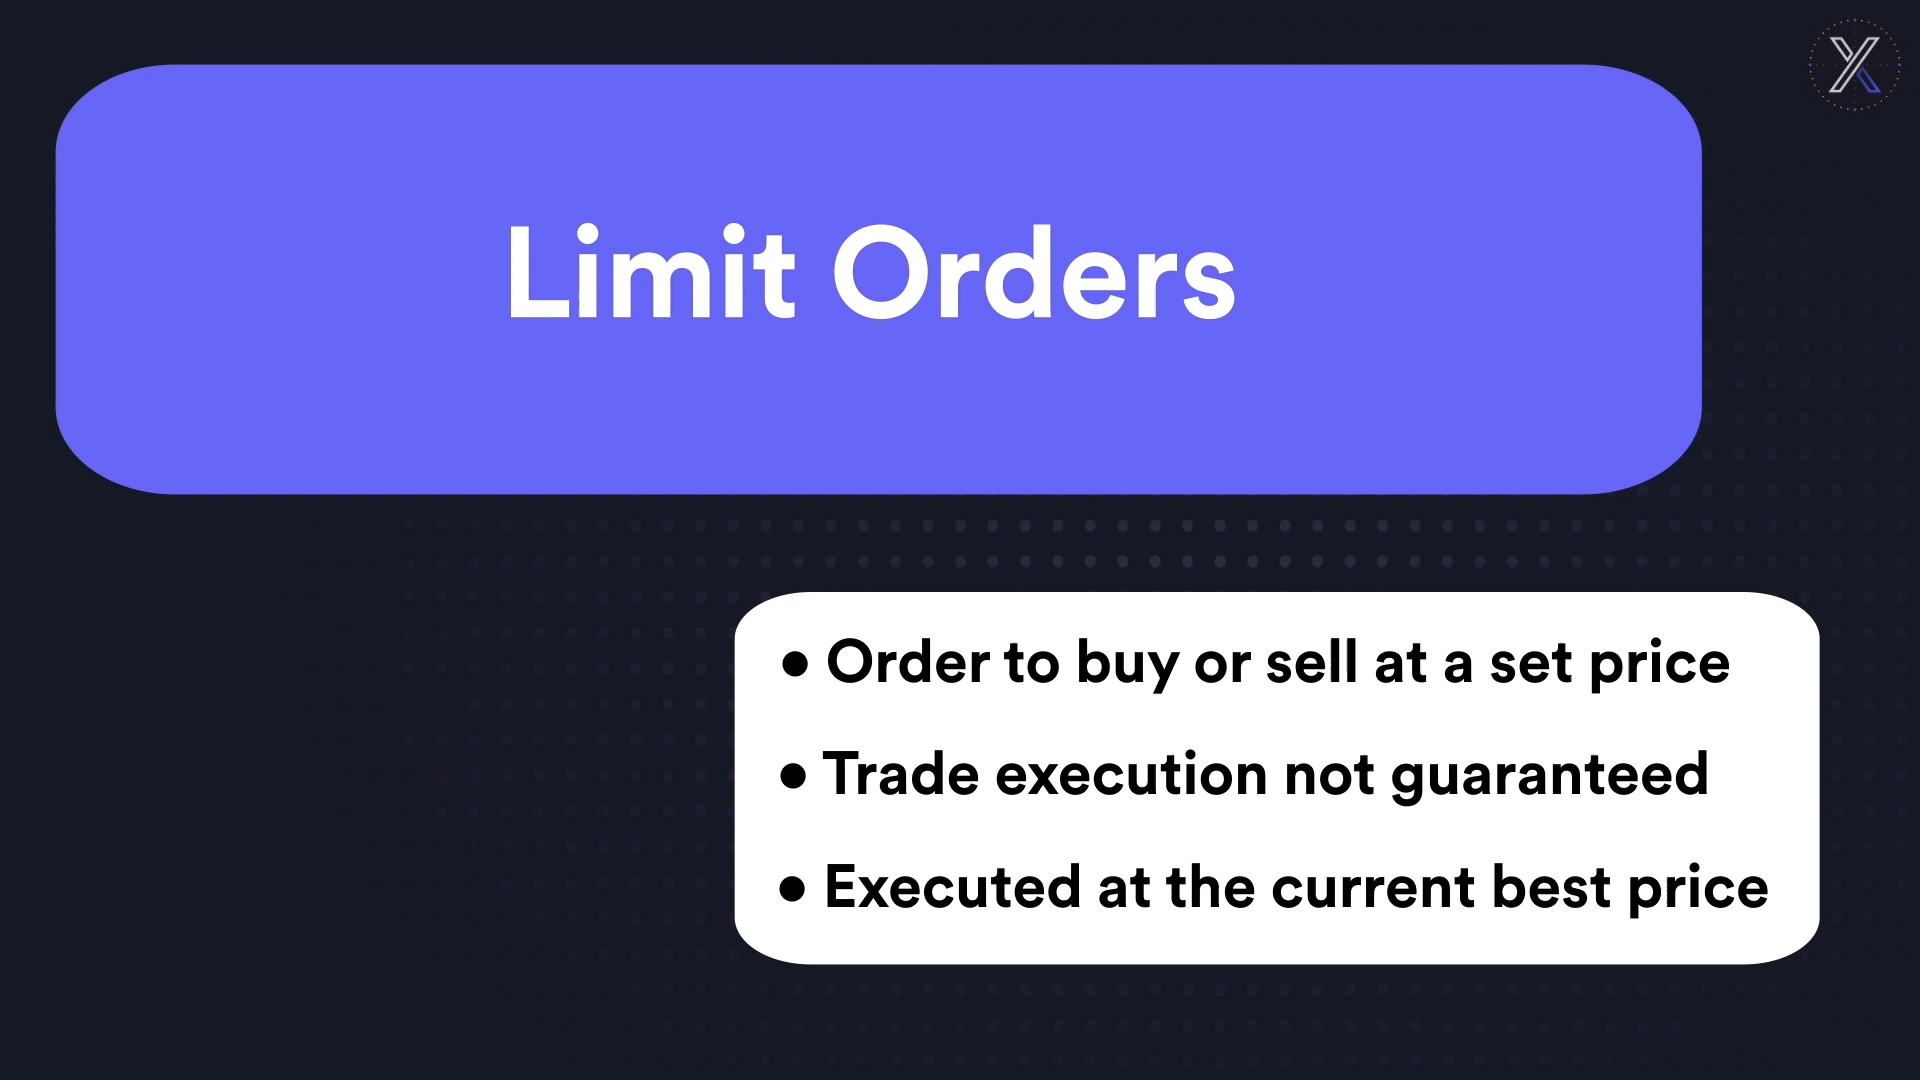 Limit Orders
• Order to buy or sell at a set price
• Trade execution not guaranteed
• Executed at the current best price